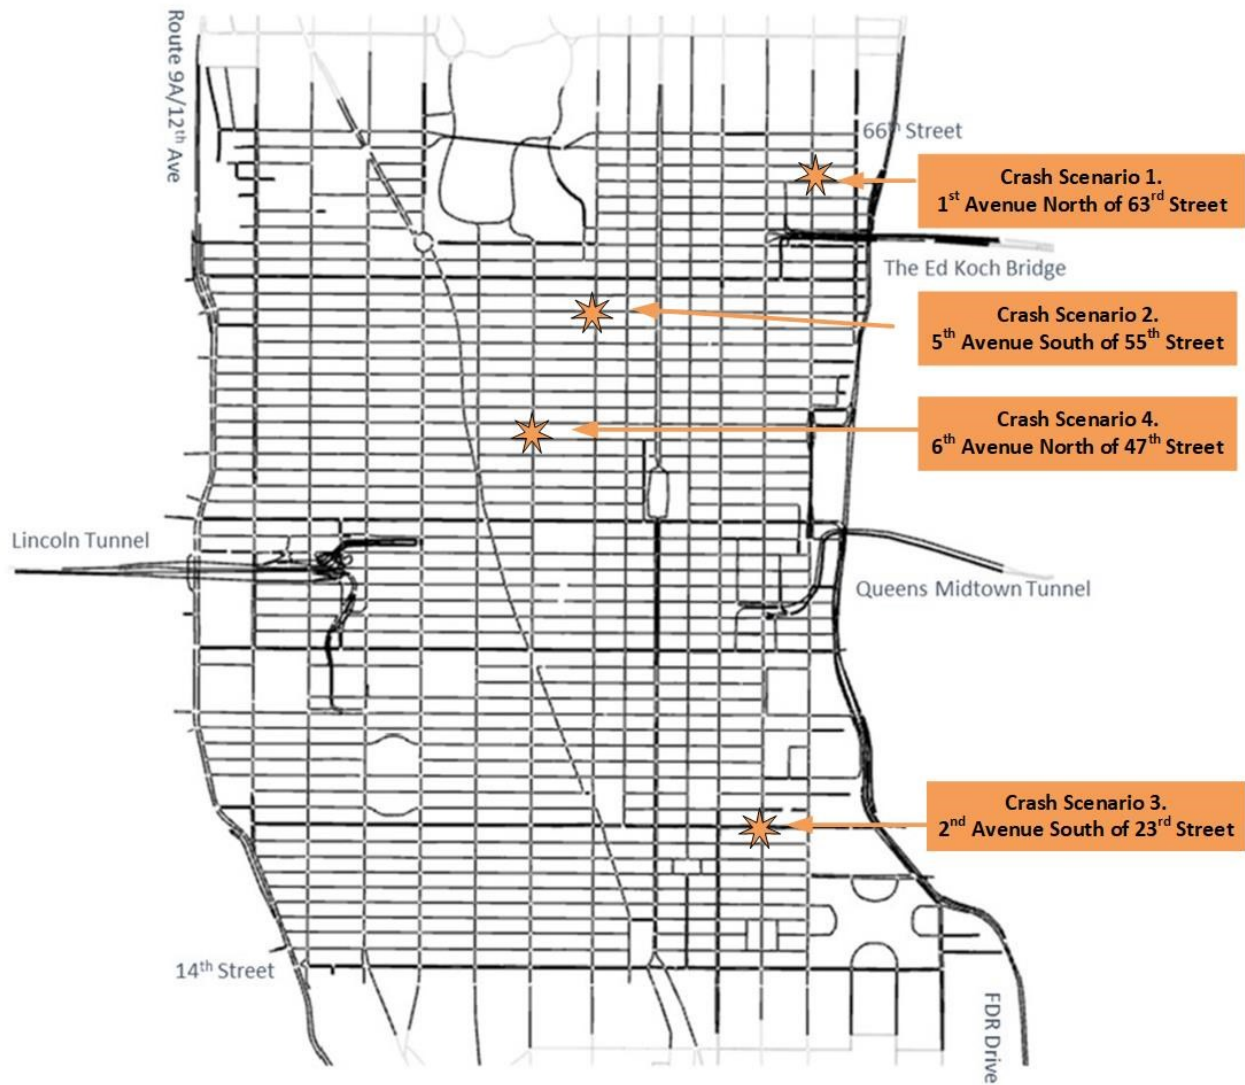 Route 9A/12th Ave
66th Street
Crash Scenario 1.
1st Avenue North of 63rd Street
The Ed Koch Bridge
Crash Scenario 2.
5th Avenue South of 55th Street
Crash Scenario 4.
6th Avenue North of 47th Street
Lincoln Tunnel
Queens Midtown Tunnel
Crash Scenario 3.
2nd Avenue South of 23rd Street
14th Street
FDR Drive